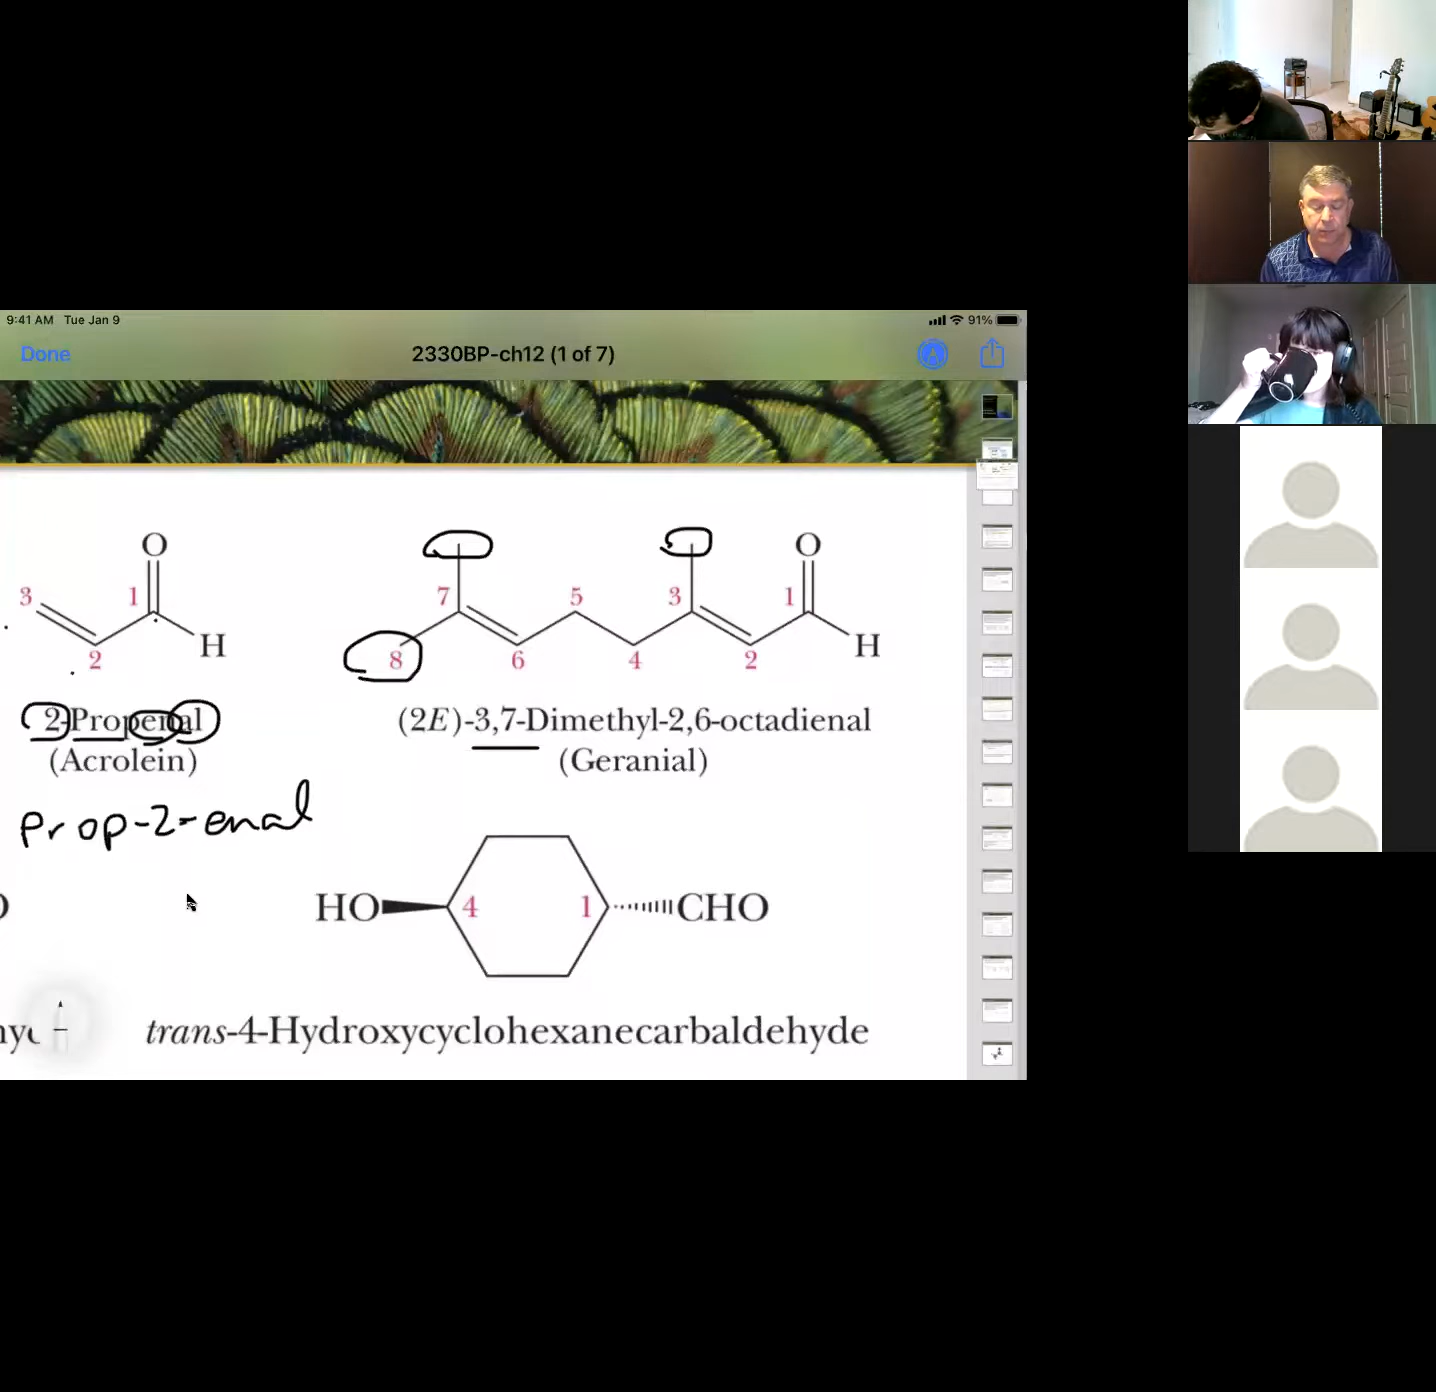 9:41 AM Tue Jan 9
91%
Done
2330BP-ch12 (1 of 7)
O
3
1
2
H
O
7
5
3
1
8
6
4
2
H
2-Propenal
(Acrolein)
(2E)-3,7-Dimethyl-2,6-octadienal
(Geranial)
prop-2-enal
HO
4
1
CHO
trans-4-Hydroxycyclohexanecarbaldehyde